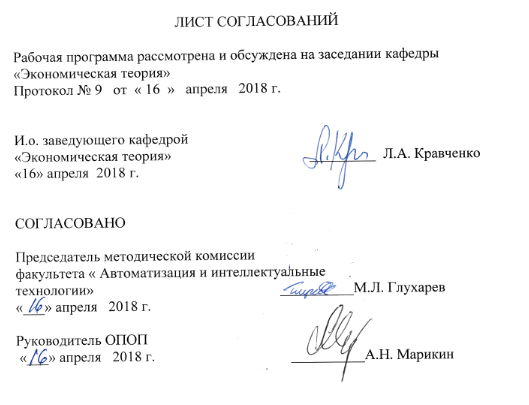 ЛИСТ СОГЛАСОВАНИЙ
Рабочая программа рассмотрена и обсуждена на заседании кафедры
«Экономическая теория»
Протокол № 9 от « 16 » апреля 2018 г.
И.о. заведующего кафедрой
«Экономическая теория» Л.А. Кравченко
«16» апреля 2018 г.
СОГЛАСОВАНО
Председатель методической комиссии
факультета « Автоматизация и интеллектуальные
технологии» М.Л. Глухарев
«16» апреля 2018 г.
Руководитель ОПОП
«16» апреля 2018 г. А.Н. Марикин